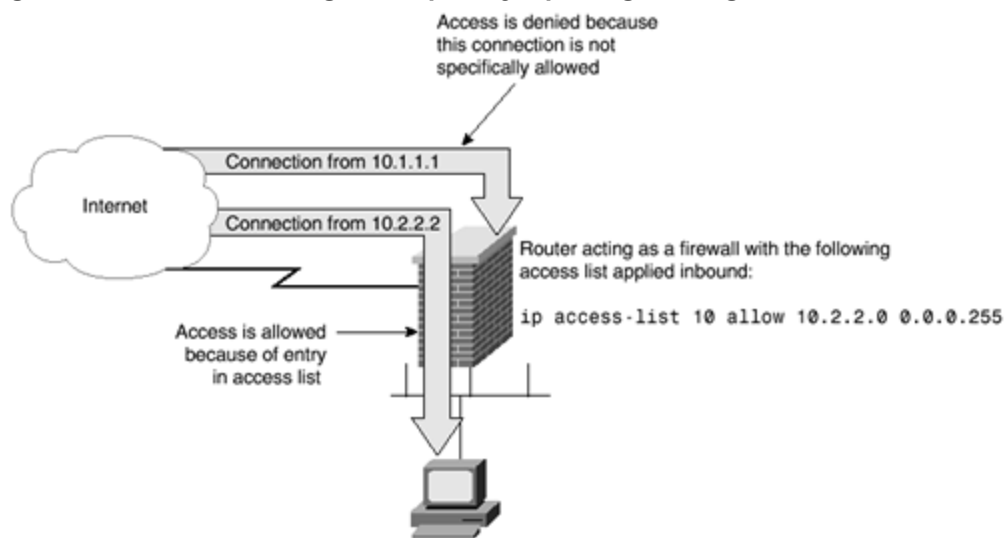 Access is denied because
this connection is not
specifically allowed
Connection from 10.1.1.1
Internet
Connection from 10.2.2.2
Router acting as a firewall with the following
access list applied inbound:
ip access-list 10 allow 10.2.2.0 0.0.0.255
Access is allowed
because of entry
in access list